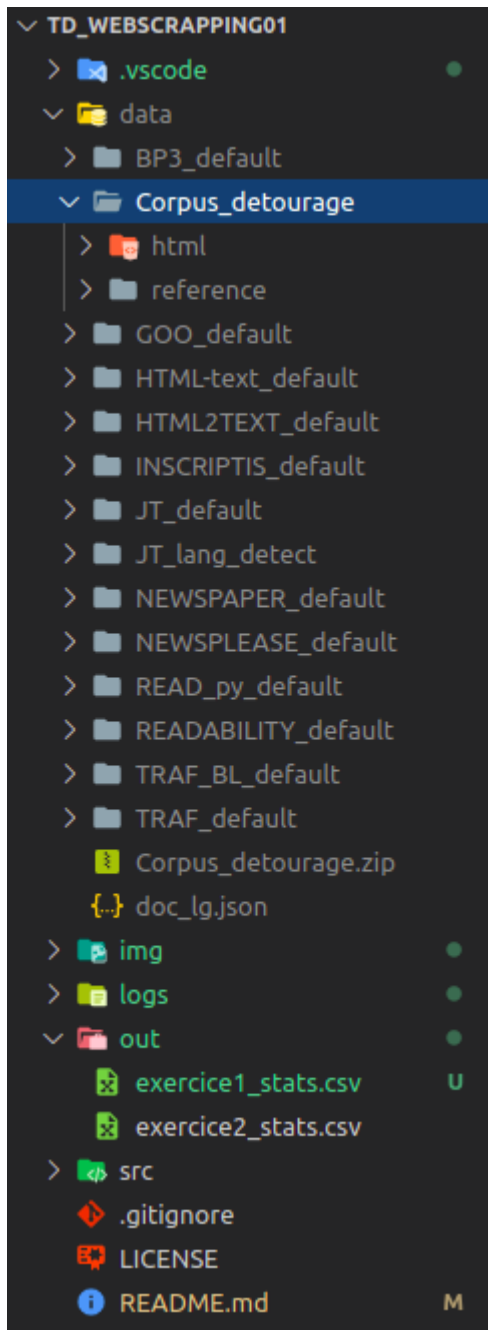 TD_WEBSCRAPPING01
.vscode
data
BP3_default
Corpus_detourage
html
reference
GOO_default
HTML-text_default
HTML2TEXT_default
INSCRIPTIS_default
JT_default
JT_lang_detect
NEWSPAPER_default
NEWSPLEASE_default
READ_py_default
READABILITY_default
TRAF_BL_default
TRAF_default
Corpus_detourage.zip
{..} doc_lg.json
img
logs
out
exercice1_stats.csv U
exercice2_stats.csv
src
.gitignore
LICENSE
README.md M